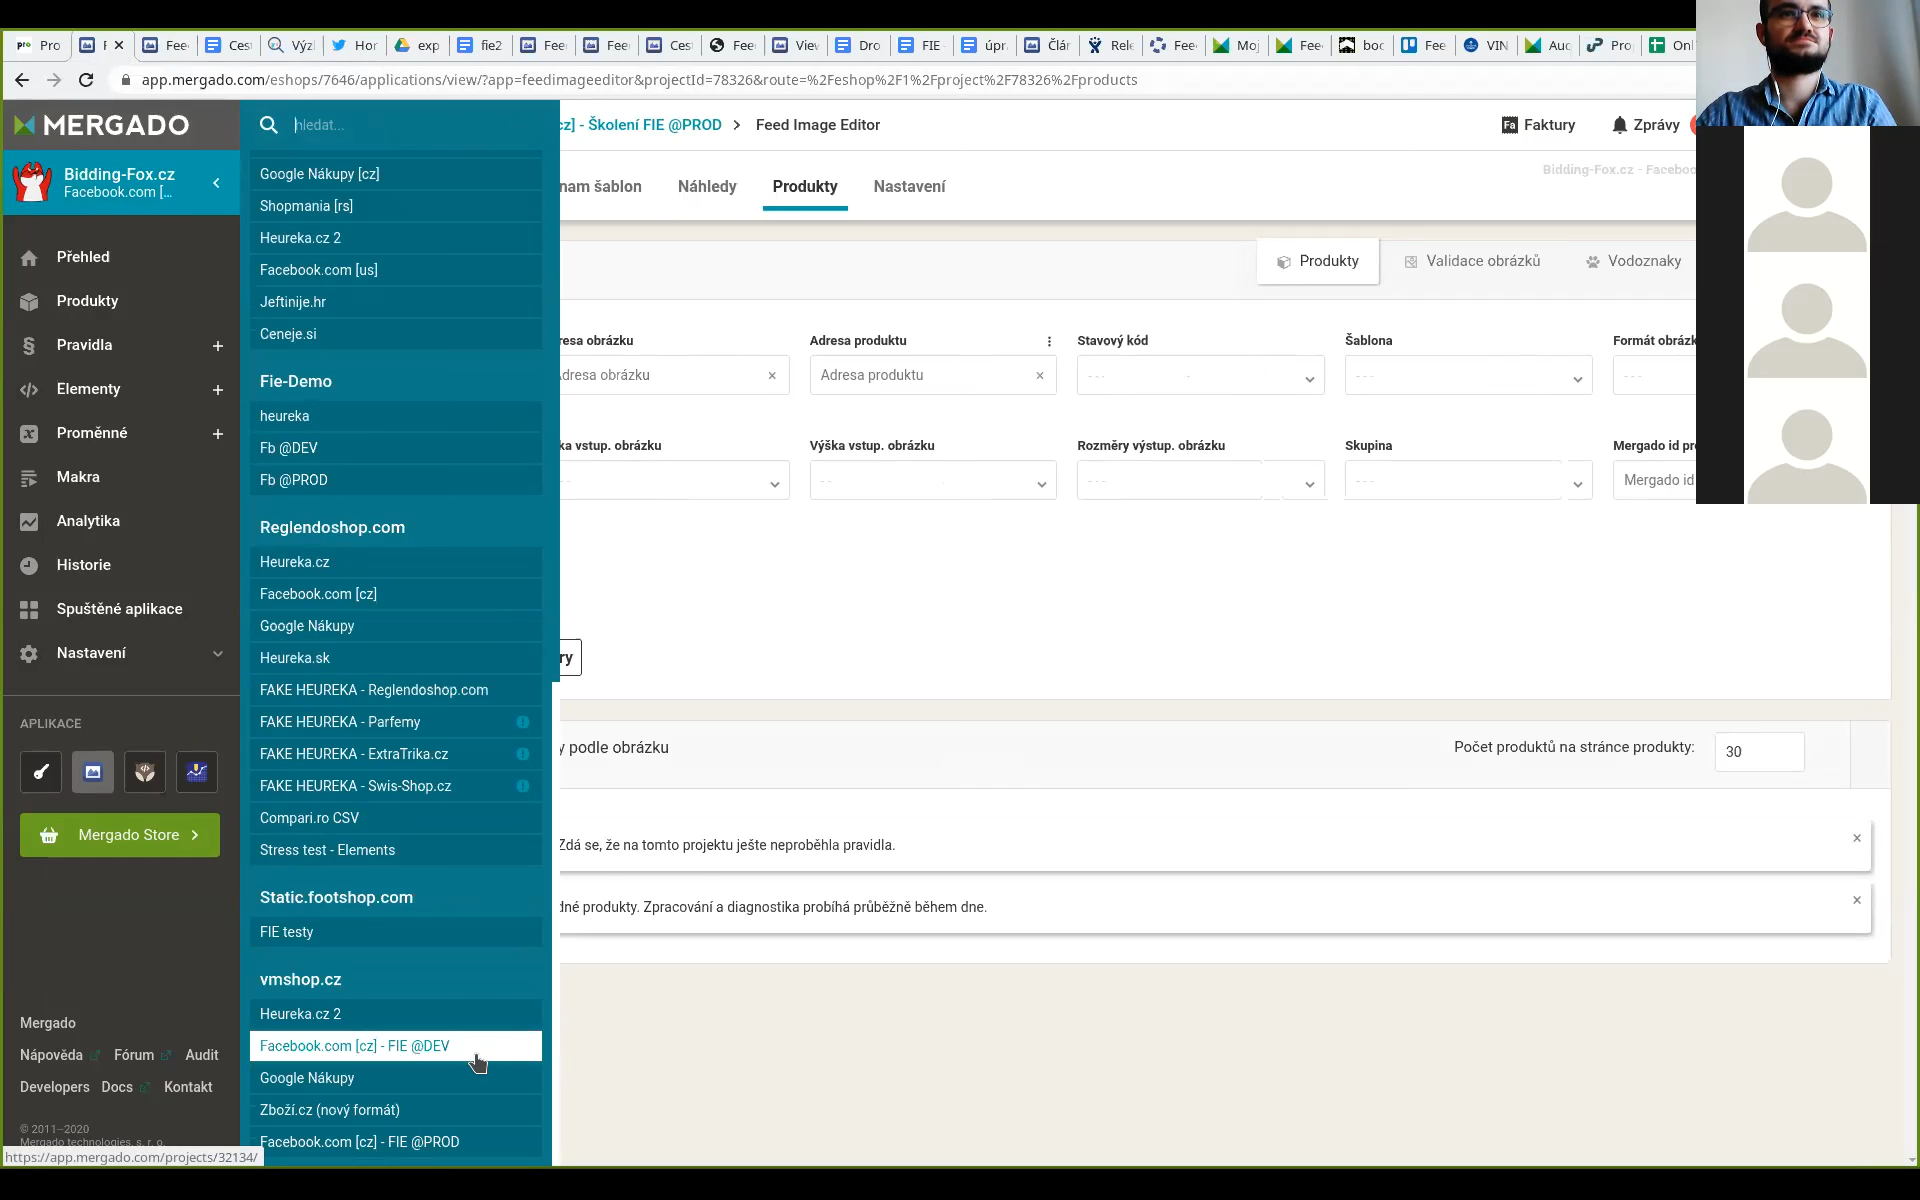 Pro
Fee
Ces
Výz
Hor
exp
fie2
Fee
Fee
Ces
Fee
Viev
Dro
FIE
úpr
Člár
Rele
Fee
Moj
Fee
boc
Fee
VIN
Auc
Pro
Onl
app.mergado.com/eshops/7646/applications/view/?app=feedimageeditor&projectId=78326&route=%2Feshop%2F1%2Fproject%2F78326%2Fproducts
MERGADO
hledat...
cz] - Školení FIE @PROD > Feed Image Editor
Faktury
Zprávy
Bidding-Fox.cz
Facebook.com [...
nam šablon
Náhledy
Produkty
Nastavení
Bidding-Fox.cz - Faceboo
Přehled
Produkty
Pravidla +
Elementy +
Proměnné +
Makra
Analytika
Historie
Spuštěné aplikace
Nastavení
APLIKACE
Mergado Store
Mergado
Nápověda
Fórum
Audit
Developers
Docs
Kontakt
© 2011–2020
Mergado technologies, s. r. o.
https://app.mergado.com/projects/32134/
Google Nákupy [cz]
Shopmania [rs]
Heureka.cz 2
Facebook.com [us]
Jeftinije.hr
Ceneje.si
Fie-Demo
heureka
Fb @DEV
Fb @PROD
Reglendoshop.com
Heureka.cz
Facebook.com [cz]
Google Nákupy
Heureka.sk
FAKE HEUREKA - Reglendoshop.com
FAKE HEUREKA - Parfemy
FAKE HEUREKA - ExtraTrika.cz
FAKE HEUREKA - Swis-Shop.cz
Compari.ro CSV
Stress test - Elements
Static.footshop.com
FIE testy
vmshop.cz
Heureka.cz 2
Facebook.com [cz] - FIE @DEV
Google Nákupy
Zboží.cz (nový formát)
Facebook.com [cz] - FIE @PROD
Produkty
Validace obrázků
Vodoznaky
resa obrázku
Adresa produktu
Stavový kód
Šablona
Formát obrázk
dresa obrázku ×
Adresa produktu ×
---
---
---
ka vstup. obrázku
Výška vstup. obrázku
Rozměry výstup. obrázku
Skupina
Mergado id pro
--
--
---
---
Mergado id
ry
y podle obrázku
Počet produktů na stránce produkty:
30
Zdá se, že na tomto projektu ješte neproběhla pravidla. ×
dné produkty. Zpracování a diagnostika probíhá průběžně během dne. ×